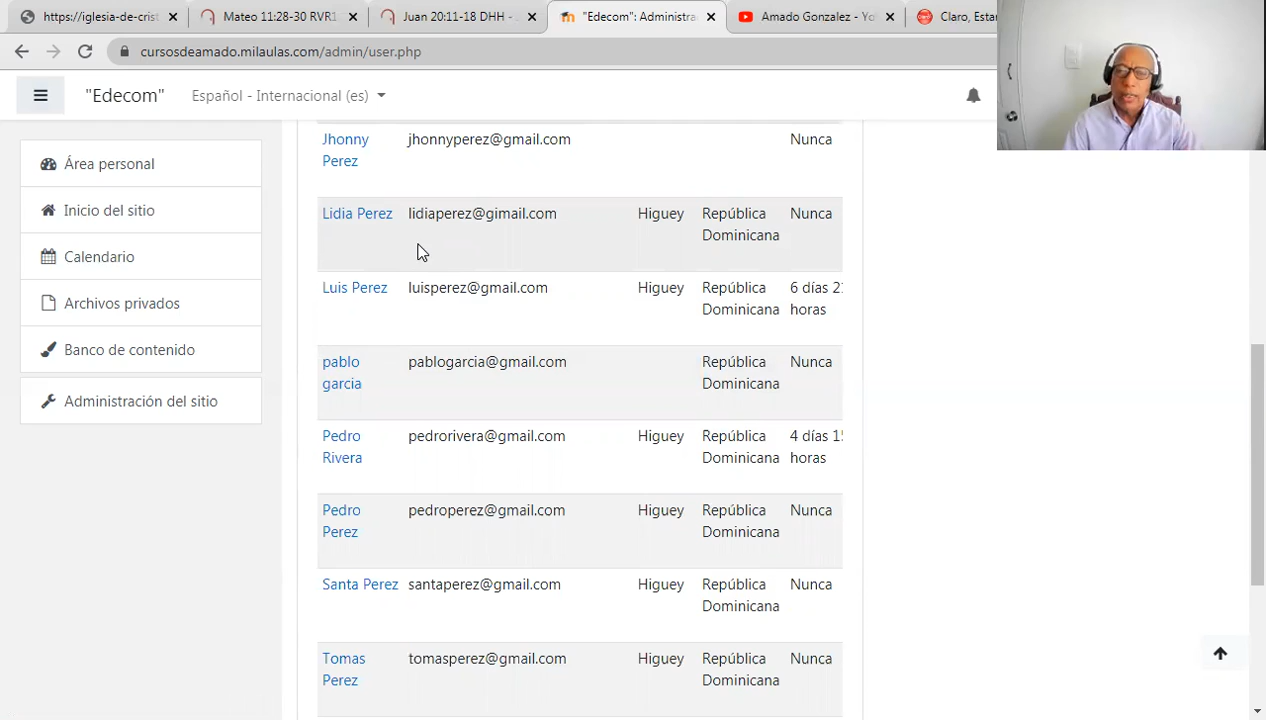 https://iglesia-de-crist
Mateo 11:28-30 RVR1
Juan 20:11-18 DHH -
"Edecom": Administra
Amado Gonzalez - Yo
Claro, Esta
cursosdeamado.milaulas.com/admin/user.php
"Edecom"
Español - Internacional (es)
Área personal
Inicio del sitio
Calendario
Archivos privados
Banco de contenido
Administración del sitio
Jhonny Perez jhonnyperez@gmail.com Nunca
Lidia Perez lidiaperez@gimail.com Higuey República Dominicana Nunca
Luis Perez luisperez@gmail.com Higuey República Dominicana 6 días 21 horas
pablo garcia pablogarcia@gmail.com República Dominicana Nunca
Pedro Rivera pedrorivera@gmail.com Higuey República Dominicana 4 días 15 horas
Pedro Perez pedroperez@gmail.com Higuey República Dominicana Nunca
Santa Perez santaperez@gmail.com Higuey República Dominicana Nunca
Tomas Perez tomasperez@gmail.com Higuey República Dominicana Nunca